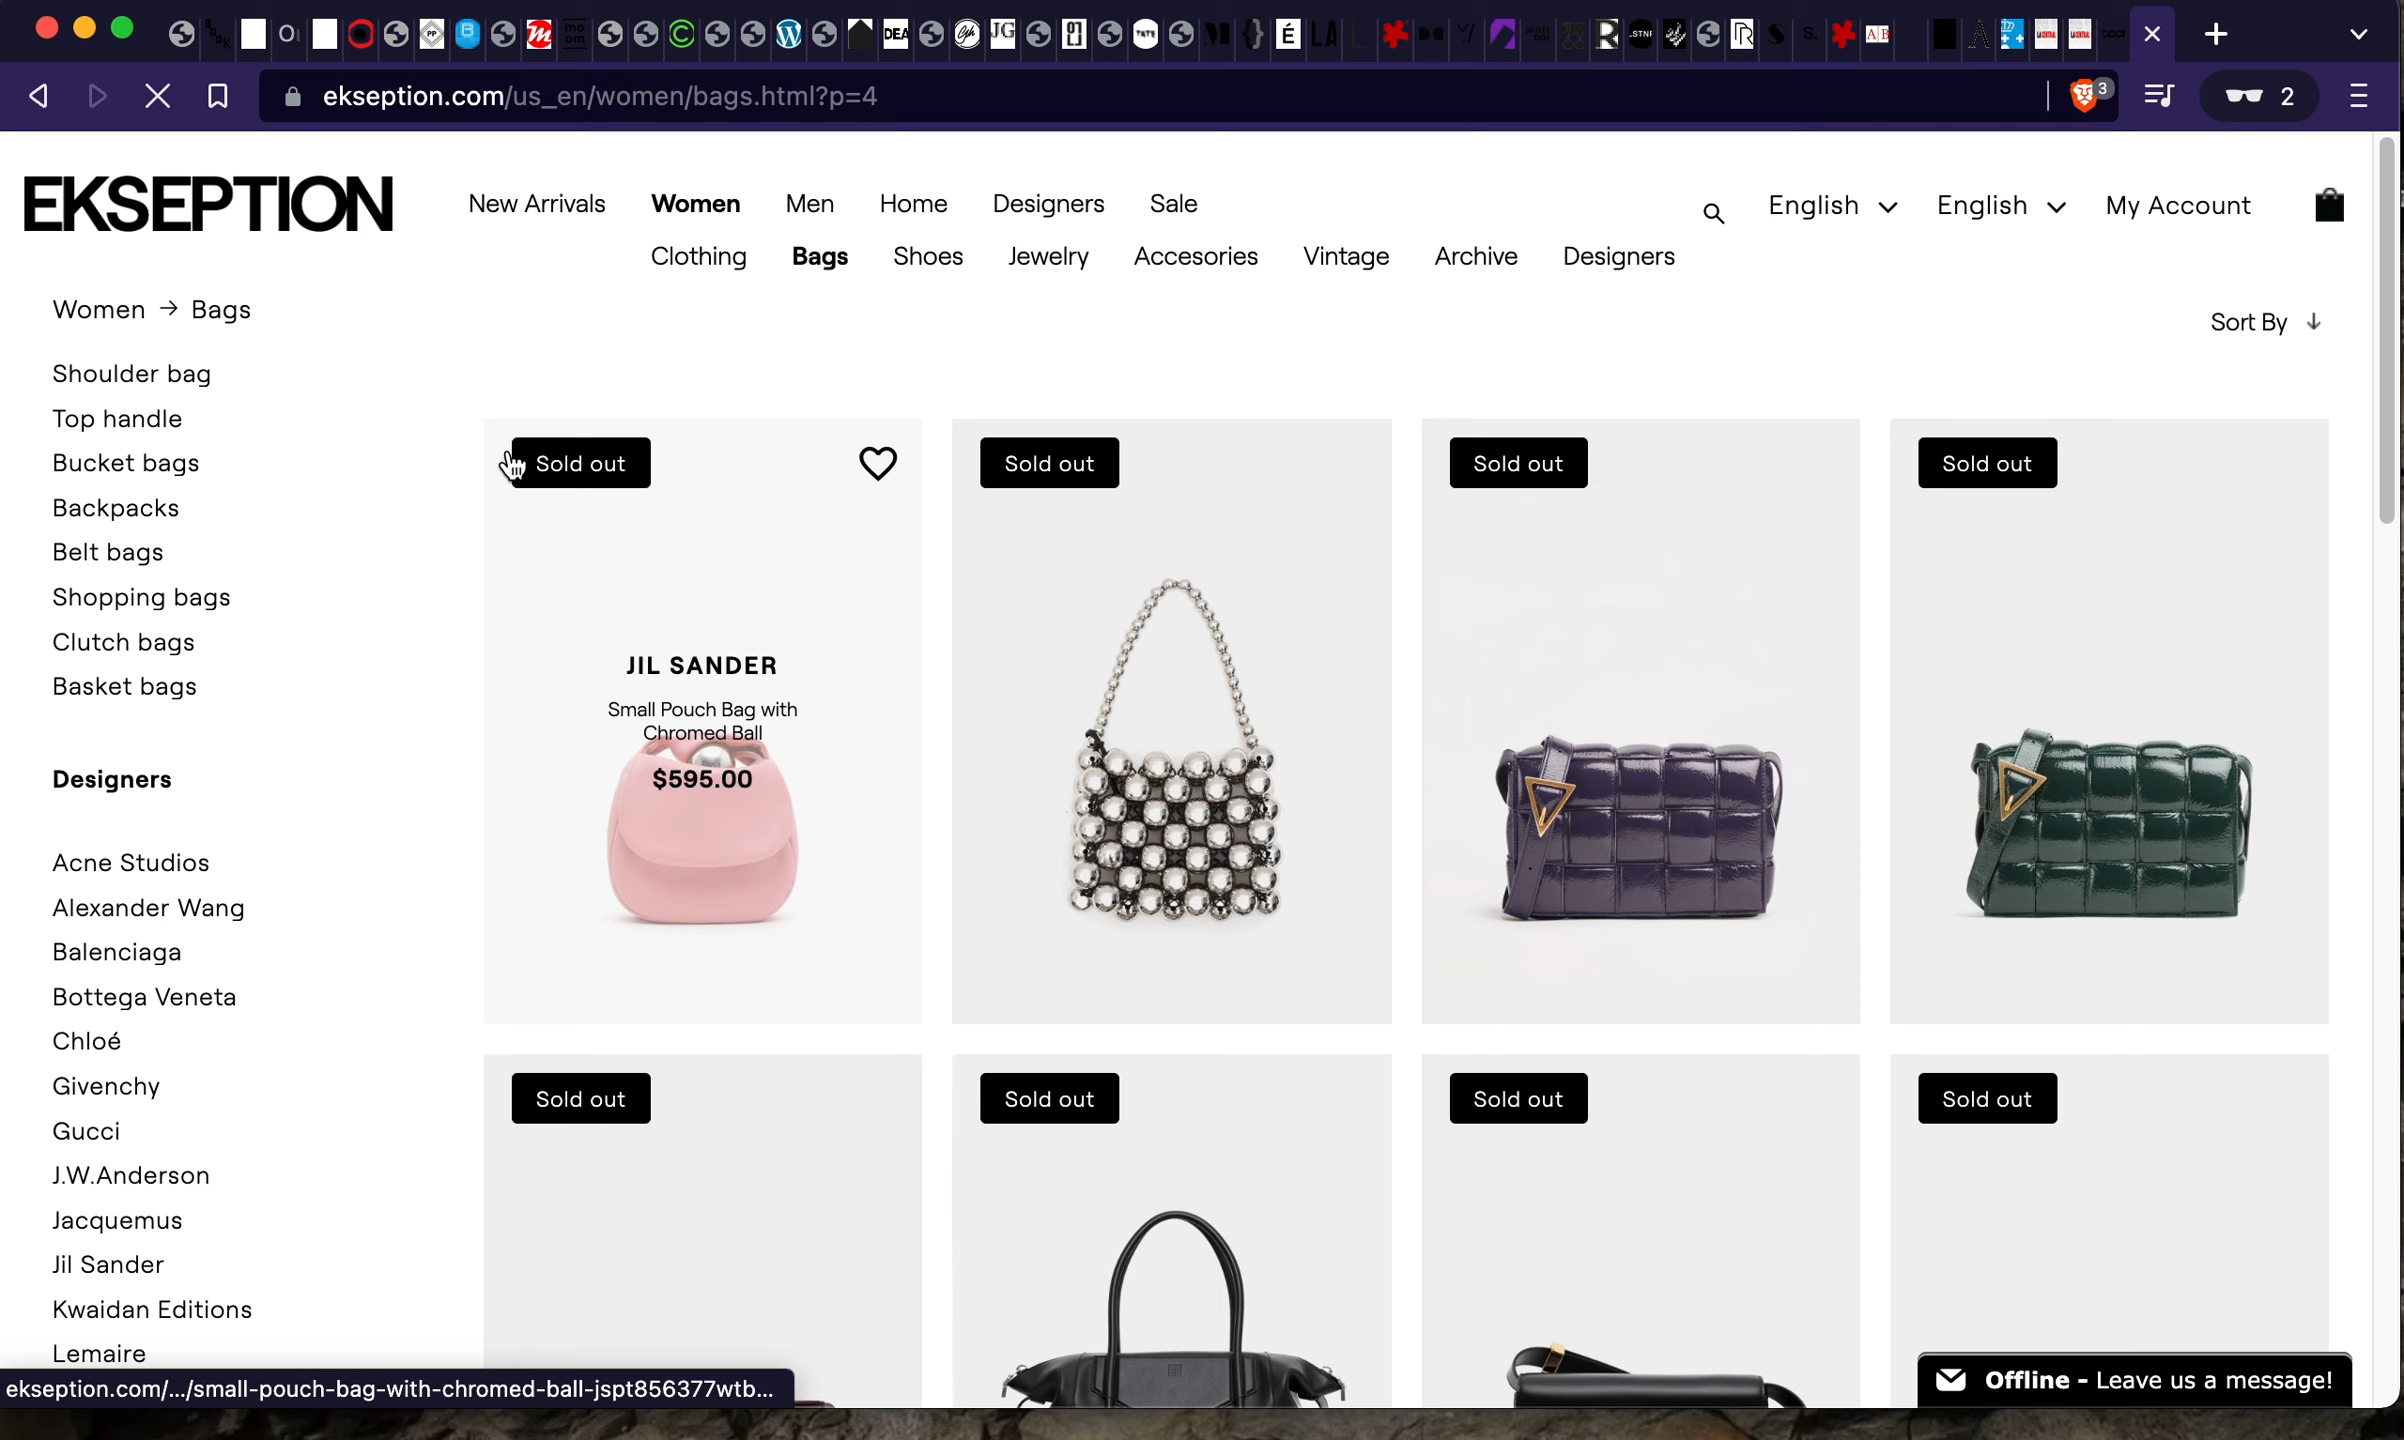 ekseption.com/us_en/women/bags.html?p=4
3
2
EKSEPTION
New Arrivals Women Men Home Designers Sale
English English My Account
Clothing Bags Shoes Jewelry Accesories Vintage Archive Designers
Women → Bags
Sort By ↓
Shoulder bag
Top handle
Bucket bags
Backpacks
Belt bags
Shopping bags
Clutch bags
Basket bags
Designers
Acne Studios
Alexander Wang
Balenciaga
Bottega Veneta
Chloé
Givenchy
Gucci
J.W.Anderson
Jacquemus
Jil Sander
Kwaidan Editions
Lemaire
Sold out Sold out Sold out Sold out
JIL SANDER
Small Pouch Bag with
Chromed Ball
$595.00
Sold out Sold out Sold out Sold out
ekseption.com/.../small-pouch-bag-with-chromed-ball-jspt856377wtb...
Offline - Leave us a message!